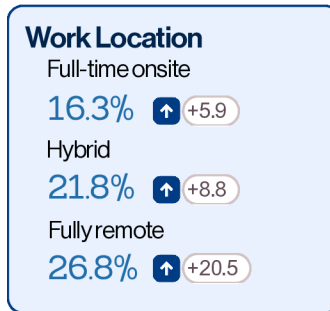 Work Location
Full-time onsite
16.3% +5.9
Hybrid
21.8% +8.8
Fully remote
26.8% +20.5